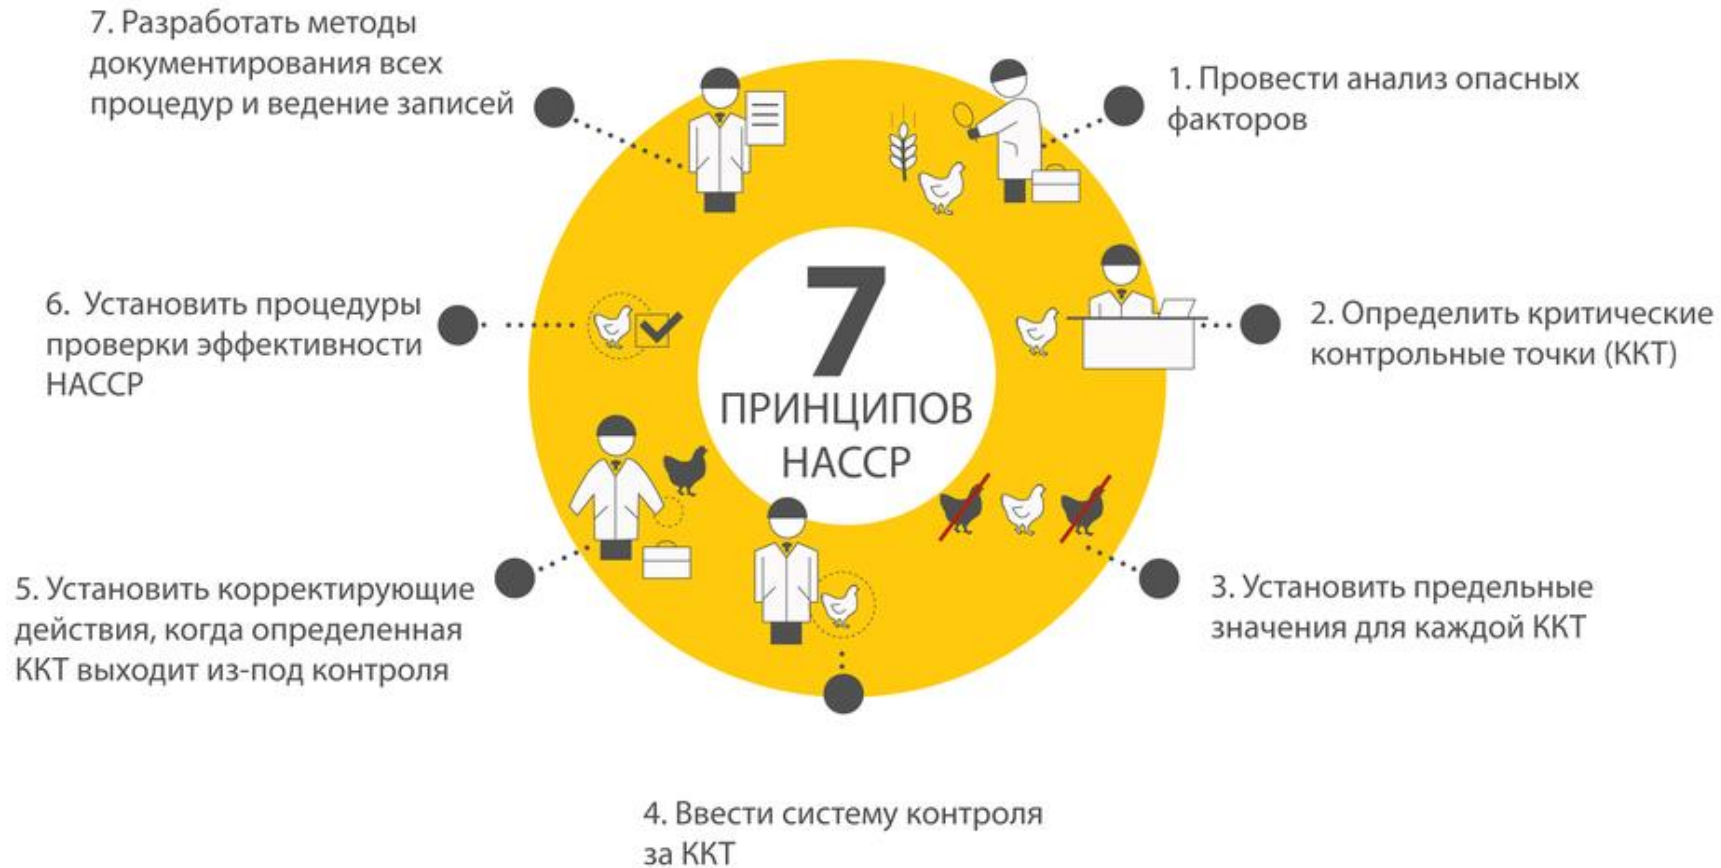 7
ПРИНЦИПОВ
НАССР
1. Провести анализ опасных
факторов
2. Определить критические
контрольные точки (ККТ)
3. Установить предельные
значения для каждой ККТ
4. Ввести систему контроля
за ККТ
5. Установить корректирующие
действия, когда определенная
ККТ выходит из-под контроля
6. Установить процедуры
проверки эффективности
НАССР
7. Разработать методы
документирования всех
процедур и ведение записей